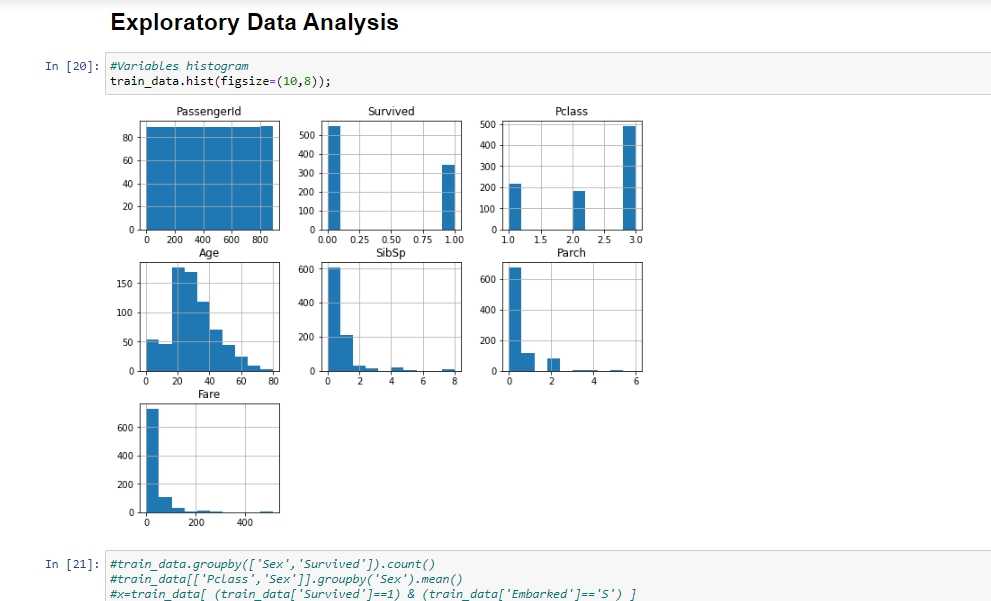 Exploratory Data Analysis
In [20]: #Variables histogram
train_data.hist(figsize=(10,8));
PassengerId
80
60
40
20
0
0 200 400 600 800
Survived
500
400
300
200
100
0
0.00 0.25 0.50 0.75 1.00
Pclass
500
400
300
200
100
0
1.0 1.5 2.0 2.5 3.0
Age
150
100
50
0
0 20 40 60 80
SibSp
600
400
200
0
0 2 4 6 8
Parch
600
400
200
0
0 2 4 6
Fare
600
400
200
0
0 200 400
In [21]: #train_data.groupby(['Sex','Survived']).count()
#train_data[['Pclass','Sex']].groupby('Sex').mean()
#x=train_data[ (train_data['Survived']==1) & (train_data['Embarked']=='S') ]